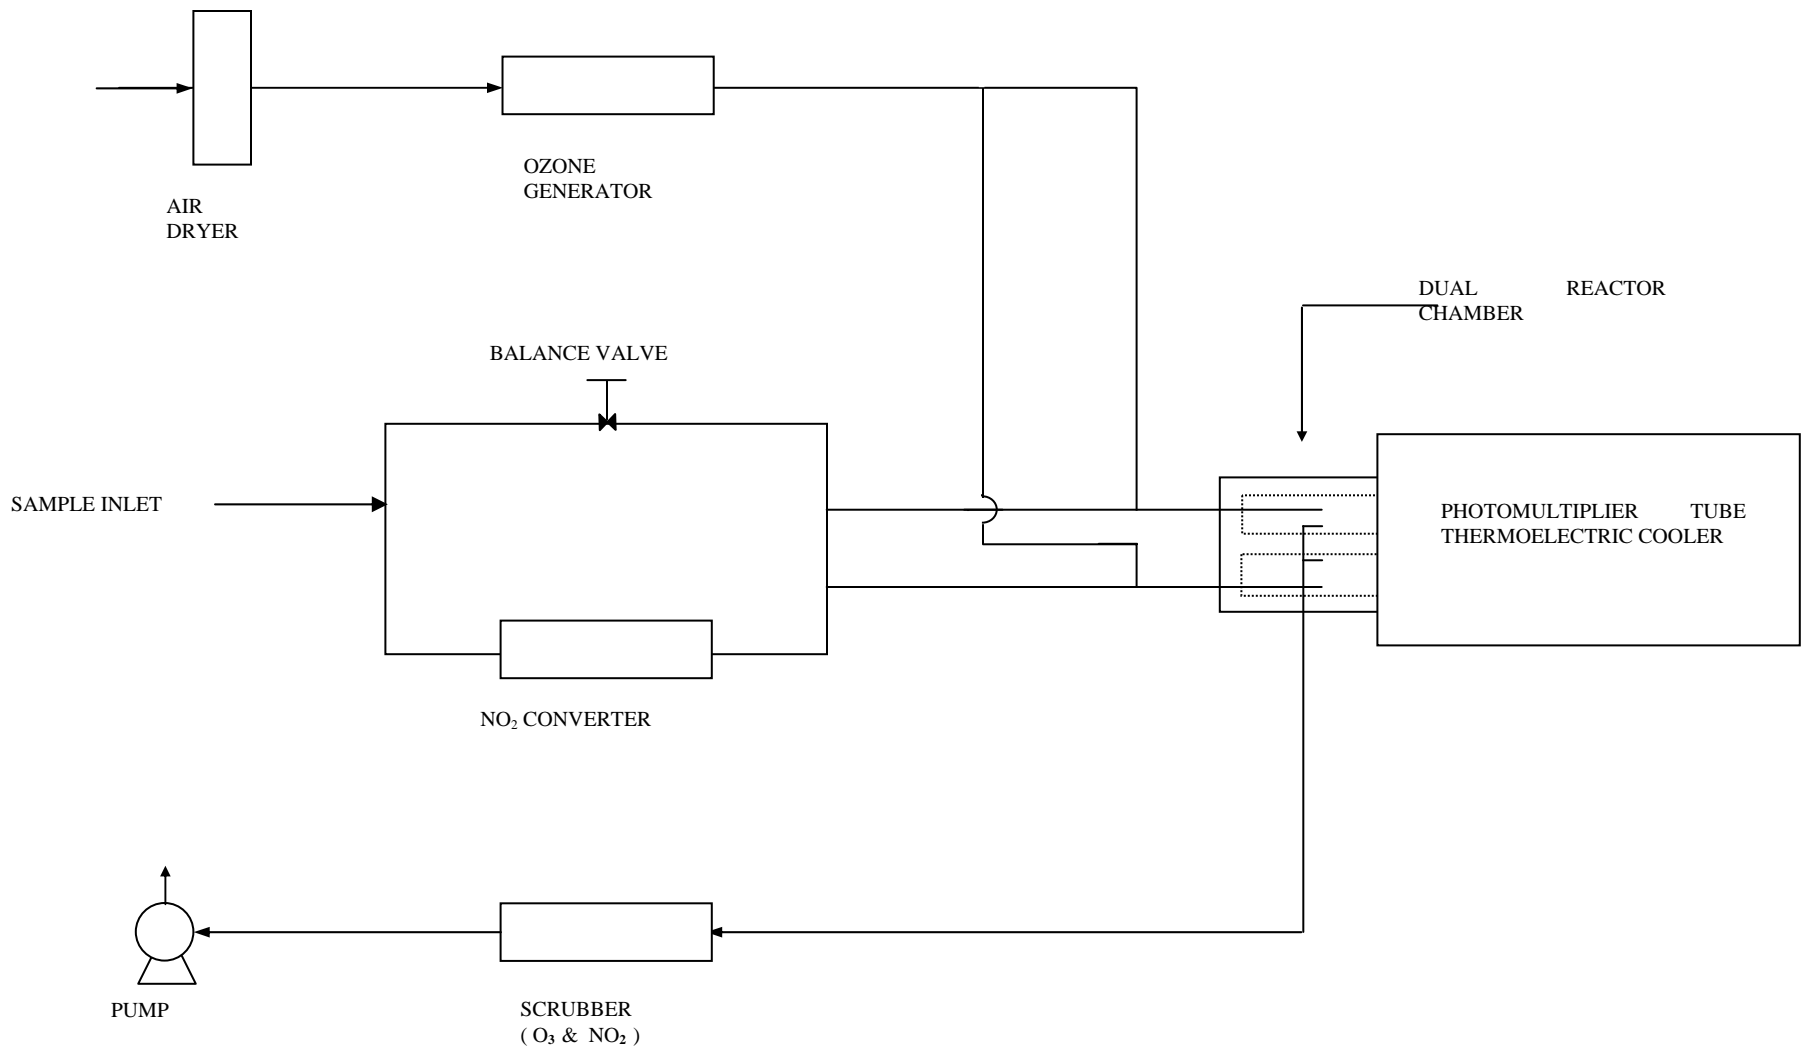 OZONE
GENERATOR
AIR
DRYER
DUAL REACTOR
CHAMBER
BALANCE VALVE
SAMPLE INLET
PHOTOMULTIPLIER TUBE
THERMOELECTRIC COOLER
NO₂ CONVERTER
PUMP
SCRUBBER
( O₃ & NO₂ )